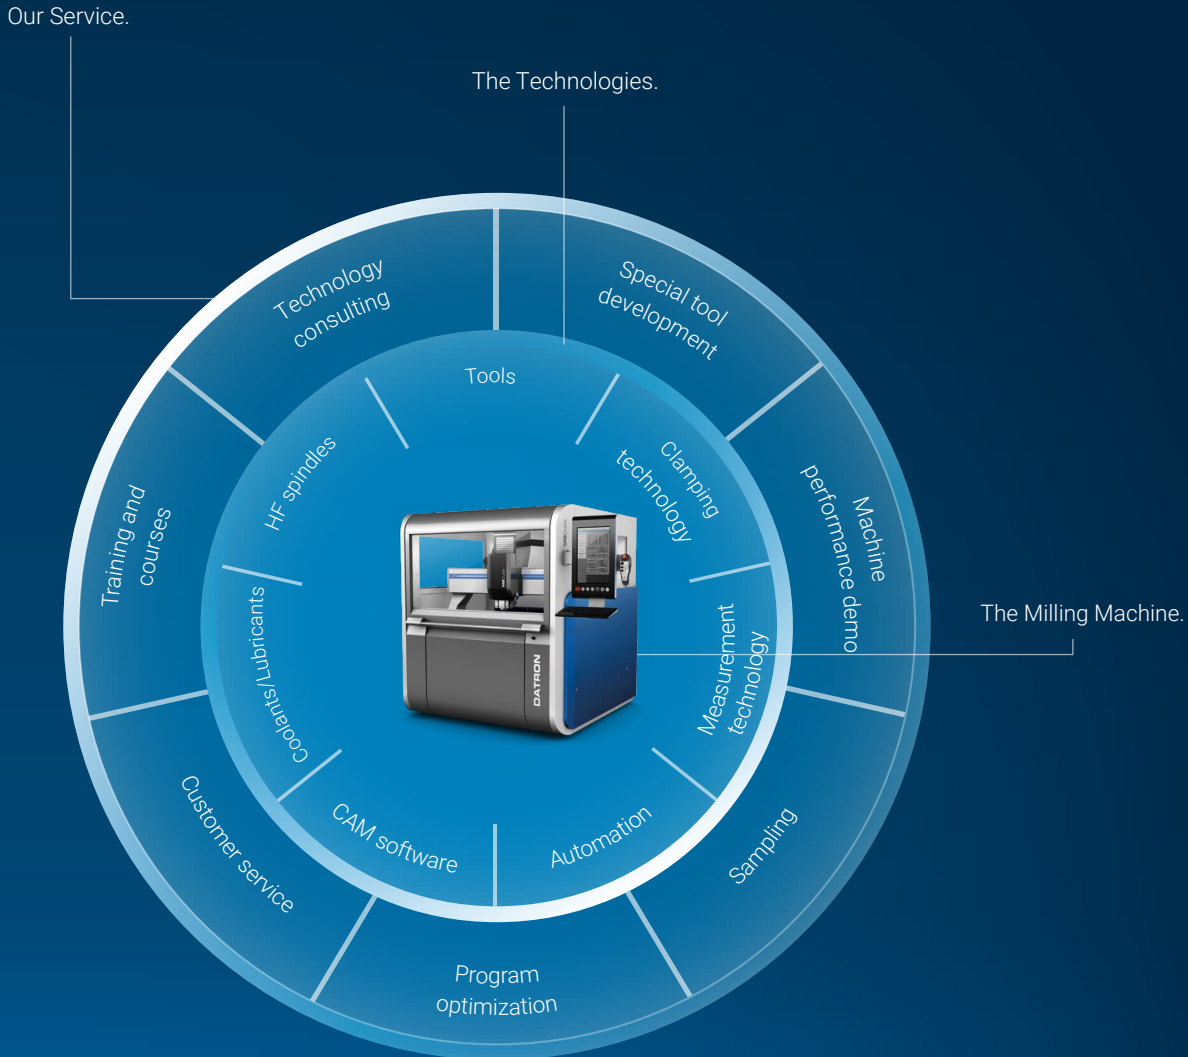 Our Service.
The Technologies.
Technology
consulting
Special tool
development
Tools
HF spindles
Clamping
technology
Training and
courses
Machine
performance demo
Coolants/Lubricants
Measurement
technology
The Milling Machine.
DATRON
CAM software
Automation
Customer service
Sampling
Program
optimization